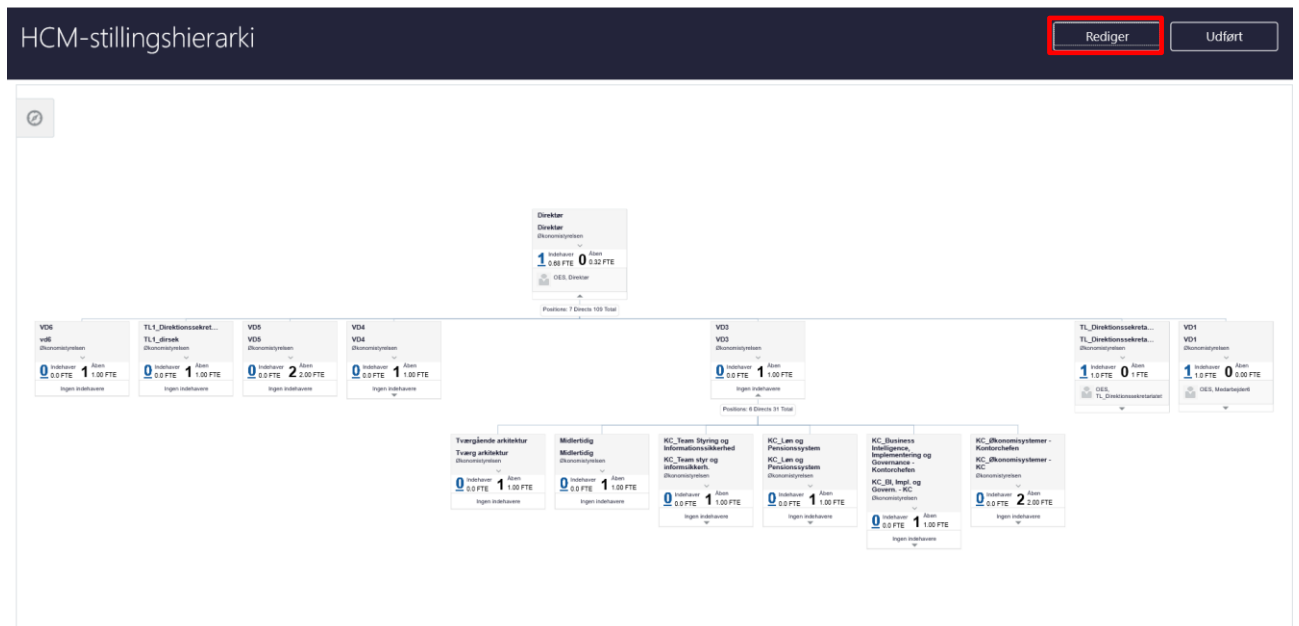 HCM-stillingshierarki
Rediger
Udført
Direktør
Direktør
Økonomistyrelsen
1 Indehaver 0.68 FTE 0 Åben 0.32 FTE
OES, Direktør
Positions: 7 Directs 109 Total
VD6
vd6
Økonomistyrelsen
0 Indehaver 0.0 FTE 1 Åben 1.00 FTE
Ingen indehavere
TL1_Direktionssekret...
TL1_dirsek
Økonomistyrelsen
0 Indehaver 0.0 FTE 1 Åben 1.00 FTE
Ingen indehavere
VD5
VD5
Økonomistyrelsen
0 Indehaver 0.0 FTE 2 Åben 2.00 FTE
Ingen indehavere
VD4
VD4
Økonomistyrelsen
0 Indehaver 0.0 FTE 1 Åben 1.00 FTE
Ingen indehavere
VD3
VD3
Økonomistyrelsen
0 Indehaver 0.0 FTE 1 Åben 1.00 FTE
Ingen indehavere
Positions: 6 Directs 31 Total
TL_Direktionssekreta...
TL_Direktionssekreta...
Økonomistyrelsen
1 Indehaver 1.0 FTE 0 Åben 1 FTE
OES,
TL_Direktionssekretariatet
VD1
VD1
Økonomistyrelsen
1 Indehaver 1.0 FTE 0 Åben 0.00 FTE
OES, Medarbejder6
Tværgående arkitektur
Tværg arkitektur
Økonomistyrelsen
0 Indehaver 0.0 FTE 1 Åben 1.00 FTE
Ingen indehavere
Midlertidig
Midlertidig
Økonomistyrelsen
0 Indehaver 0.0 FTE 1 Åben 1.00 FTE
Ingen indehavere
KC_Team Styring og
Informationssikkerhed
KC_Team styr og
informsikkerh.
Økonomistyrelsen
0 Indehaver 0.0 FTE 1 Åben 1.00 FTE
Ingen indehavere
KC_Løn og
Pensionssystem
KC_Løn og
Pensionssystem
Økonomistyrelsen
0 Indehaver 0.0 FTE 1 Åben 1.00 FTE
Ingen indehavere
KC_Business
Intelligence,
Implementering og
Governance -
Kontorchefen
KC_BI, Impl. og
Govern. - KC
Økonomistyrelsen
0 Indehaver 0.0 FTE 1 Åben 1.00 FTE
Ingen indehavere
KC_Økonomisystemer -
Kontorchefen
KC_Økonomisystemer -
KC
Økonomistyrelsen
0 Indehaver 0.0 FTE 2 Åben 2.00 FTE
Ingen indehavere